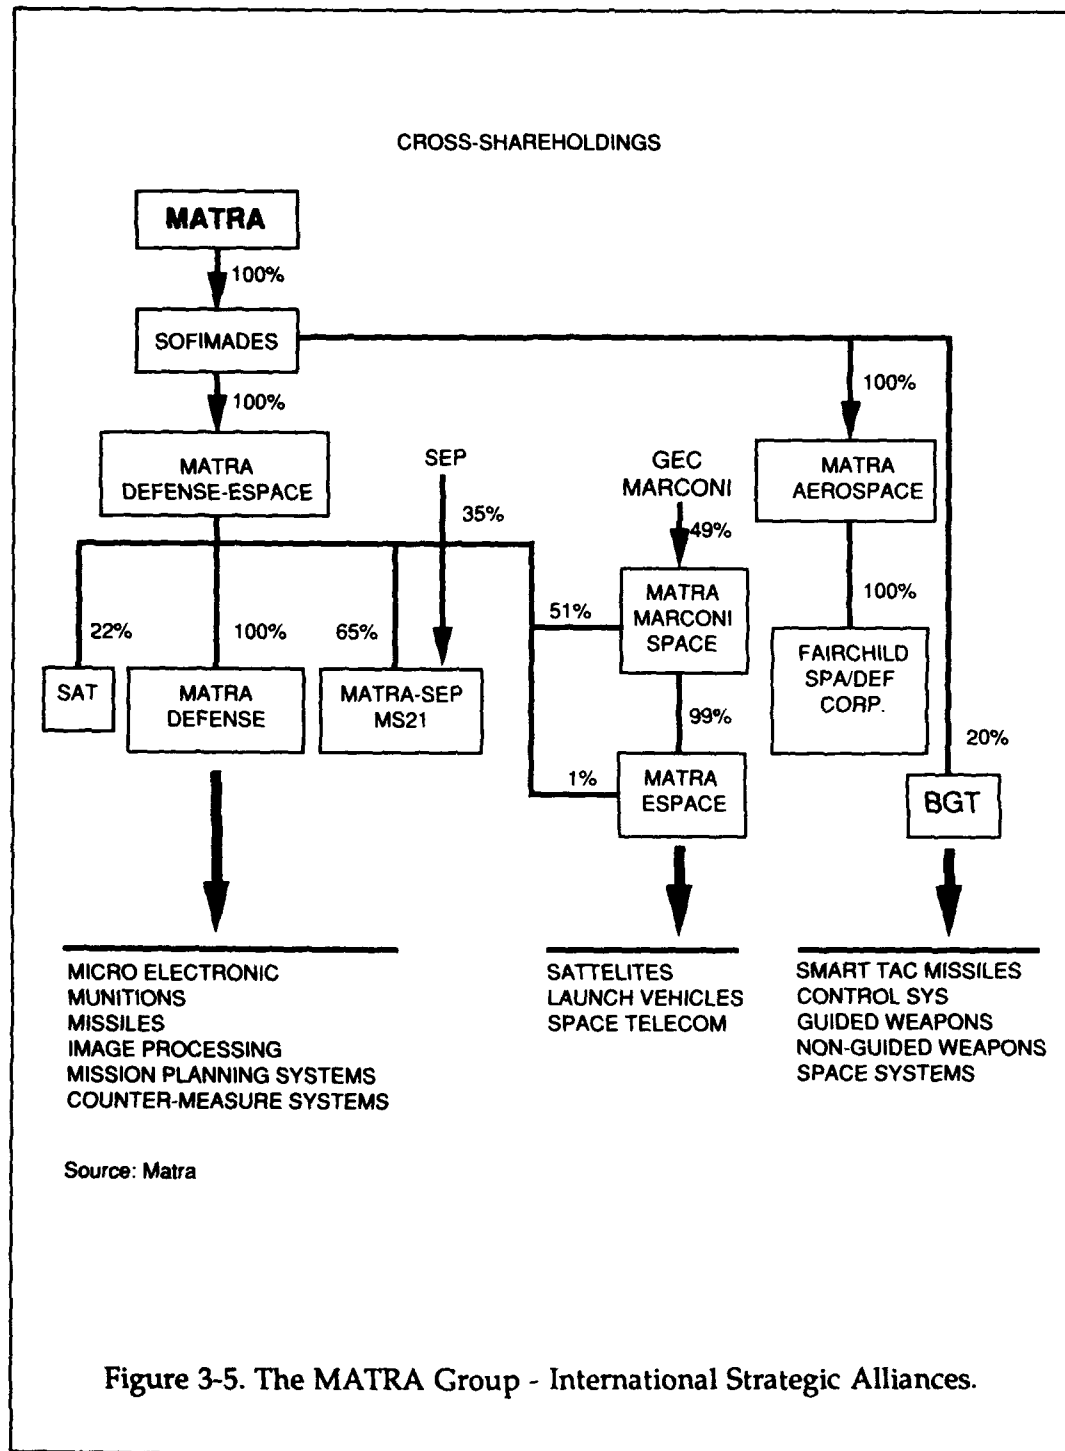 CROSS-SHAREHOLDINGS
MATRA
100%
SOFIMADES
100%
100%
MATRA
DEFENSE-ESPACE
SEP
35%
GEC
MARCONI
49%
MATRA
AEROSPACE
22%
100%
65%
51%
MATRA
MARCONI
SPACE
100%
SAT
MATRA
DEFENSE
MATRA-SEP
MS21
FAIRCHILD
SPA/DEF
CORP.
99%
20%
1%
MATRA
ESPACE
BGT
MICRO ELECTRONIC
MUNITIONS
MISSILES
IMAGE PROCESSING
MISSION PLANNING SYSTEMS
COUNTER-MEASURE SYSTEMS
SATTELITES
LAUNCH VEHICLES
SPACE TELECOM
SMART TAC MISSILES
CONTROL SYS
GUIDED WEAPONS
NON-GUIDED WEAPONS
SPACE SYSTEMS
Source: Matra
Figure 3-5. The MATRA Group - International Strategic Alliances.